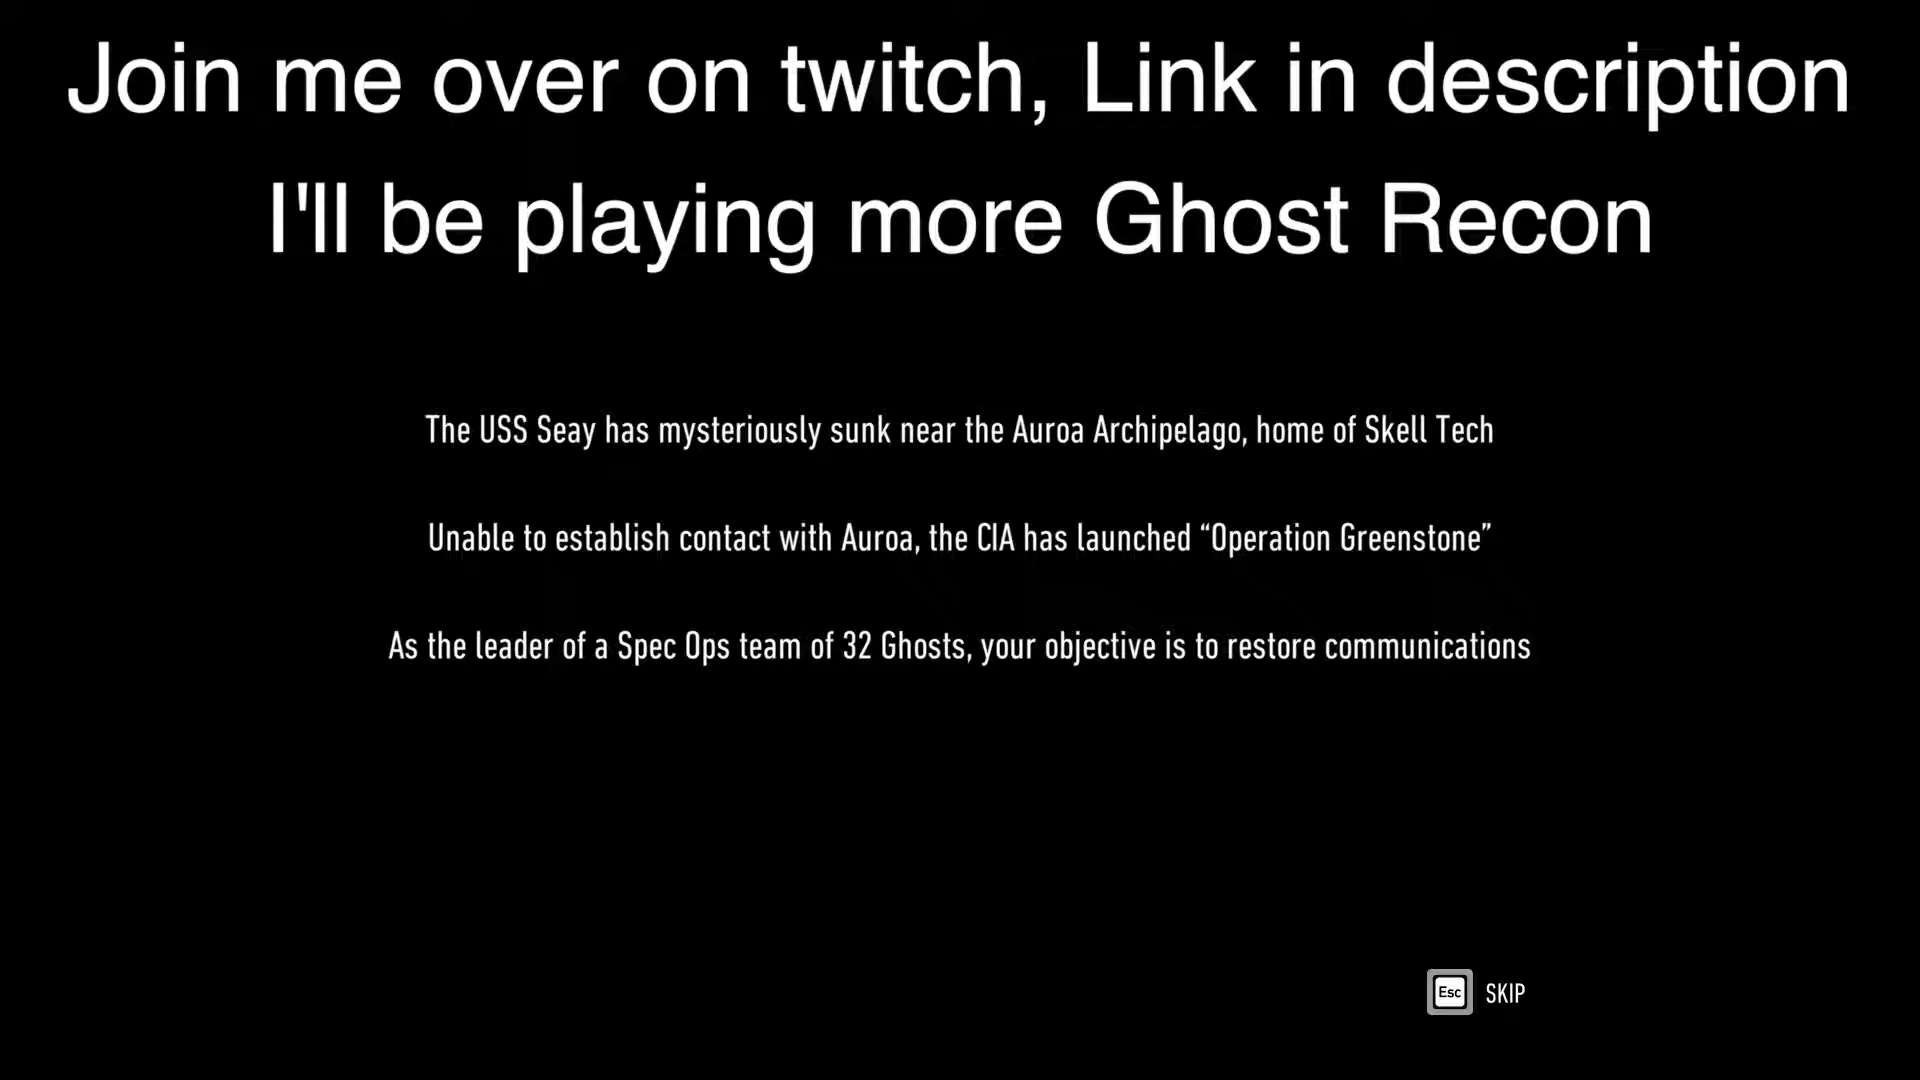 Join me over on twitch, Link in description
I'll be playing more Ghost Recon
The USS Seay has mysteriously sunk near the Auroa Archipelago, home of Skell Tech
Unable to establish contact with Auroa, the CIA has launched “Operation Greenstone”
As the leader of a Spec Ops team of 32 Ghosts, your objective is to restore communications
Esc SKIP